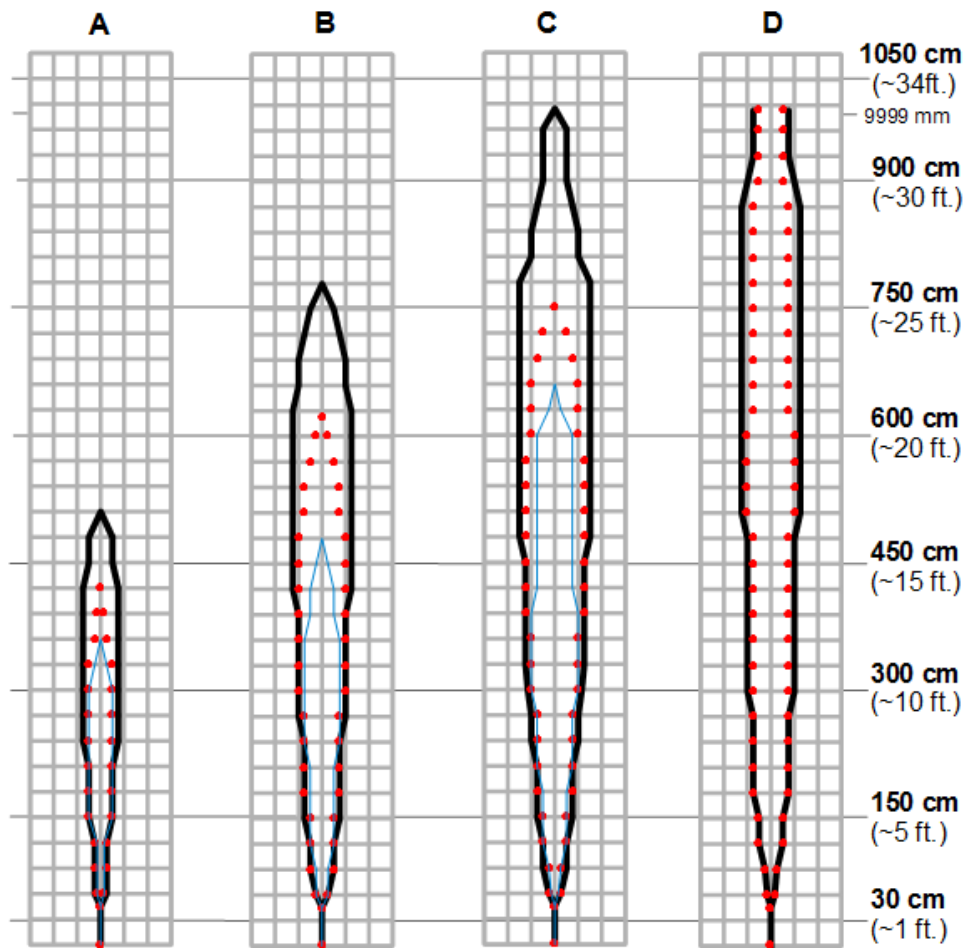 A
B
C
D
1050 cm
(~34ft.)
9999 mm
900 cm
(~30 ft.)
750 cm
(~25 ft.)
600 cm
(~20 ft.)
450 cm
(~15 ft.)
300 cm
(~10 ft.)
150 cm
(~5 ft.)
30 cm
(~1 ft.)